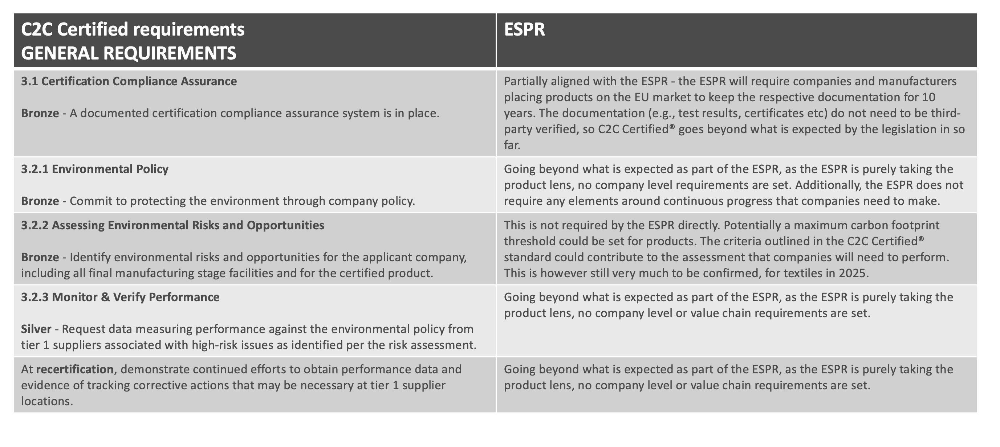 C2C Certified requirements
GENERAL REQUIREMENTS
ESPR
3.1 Certification Compliance Assurance
Bronze - A documented certification compliance assurance system is in place.
Partially aligned with the ESPR - the ESPR will require companies and manufacturers
placing products on the EU market to keep the respective documentation for 10
years. The documentation (e.g., test results, certificates etc) do not need to be third-
party verified, so C2C Certified® goes beyond what is expected by the legislation in so
far.
3.2.1 Environmental Policy
Bronze - Commit to protecting the environment through company policy.
Going beyond what is expected as part of the ESPR, as the ESPR is purely taking the
product lens, no company level requirements are set. Additionally, the ESPR does not
require any elements around continuous progress that companies need to make.
3.2.2 Assessing Environmental Risks and Opportunities
Bronze - Identify environmental risks and opportunities for the applicant company,
including all final manufacturing stage facilities and for the certified product.
This is not required by the ESPR directly. Potentially a maximum carbon footprint
threshold could be set for products. The criteria outlined in the C2C Certified®
standard could contribute to the assessment that companies will need to perform.
This is however still very much to be confirmed, for textiles in 2025.
3.2.3 Monitor & Verify Performance
Silver - Request data measuring performance against the environmental policy from
tier 1 suppliers associated with high-risk issues as identified per the risk assessment.
Going beyond what is expected as part of the ESPR, as the ESPR is purely taking the
product lens, no company level or value chain requirements are set.
At recertification, demonstrate continued efforts to obtain performance data and
evidence of tracking corrective actions that may be necessary at tier 1 supplier
locations.
Going beyond what is expected as part of the ESPR, as the ESPR is purely taking the
product lens, no company level or value chain requirements are set.